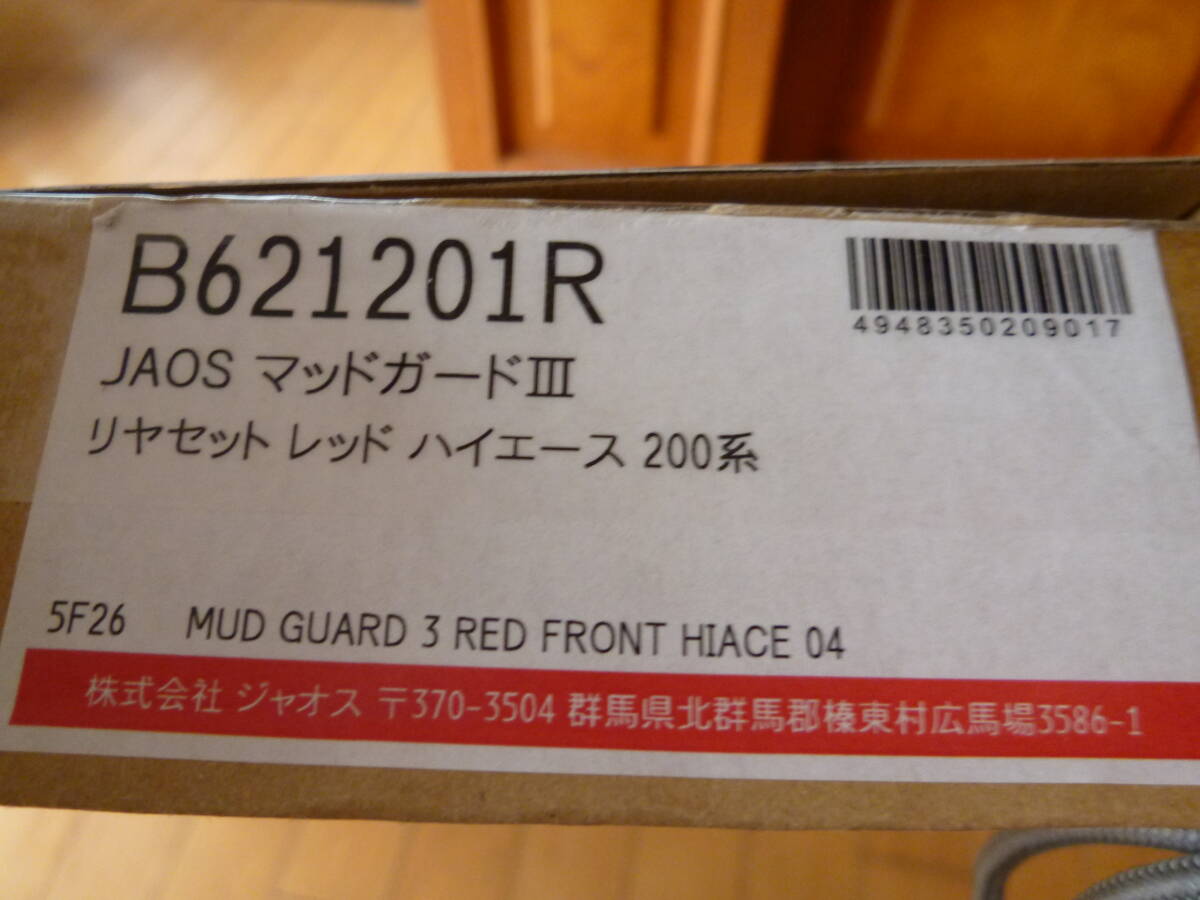 B621201R
4948350209017
JAOS マッドガードⅢ
リヤセット レッド ハイエース 200系
5F26 MUD GUARD 3 RED FRONT HIACE 04
株式会社 ジャオス 〒370-3504 群馬県北群馬郡榛東村広馬場3586-1